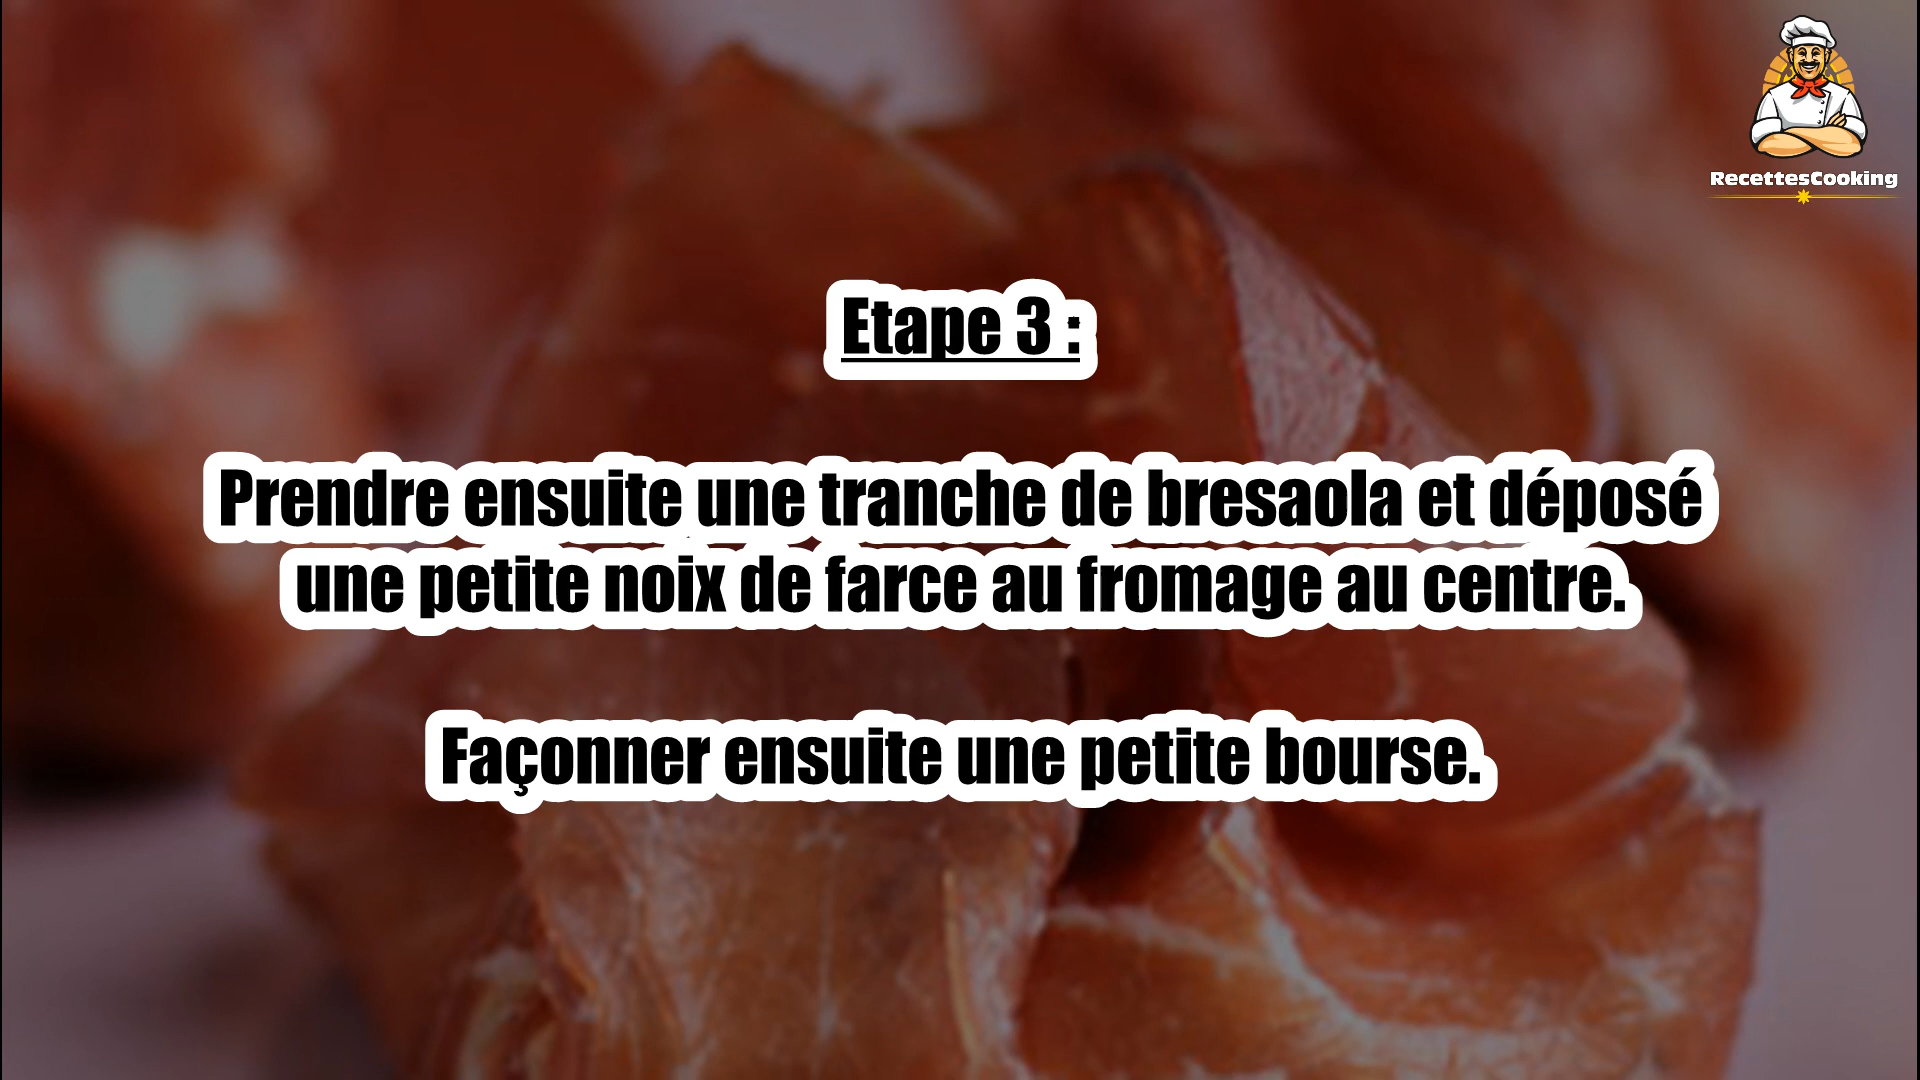 RecettesCooking
Etape 3 :
Prendre ensuite une tranche de bresaola et déposé
une petite noix de farce au fromage au centre.
Façonner ensuite une petite bourse.